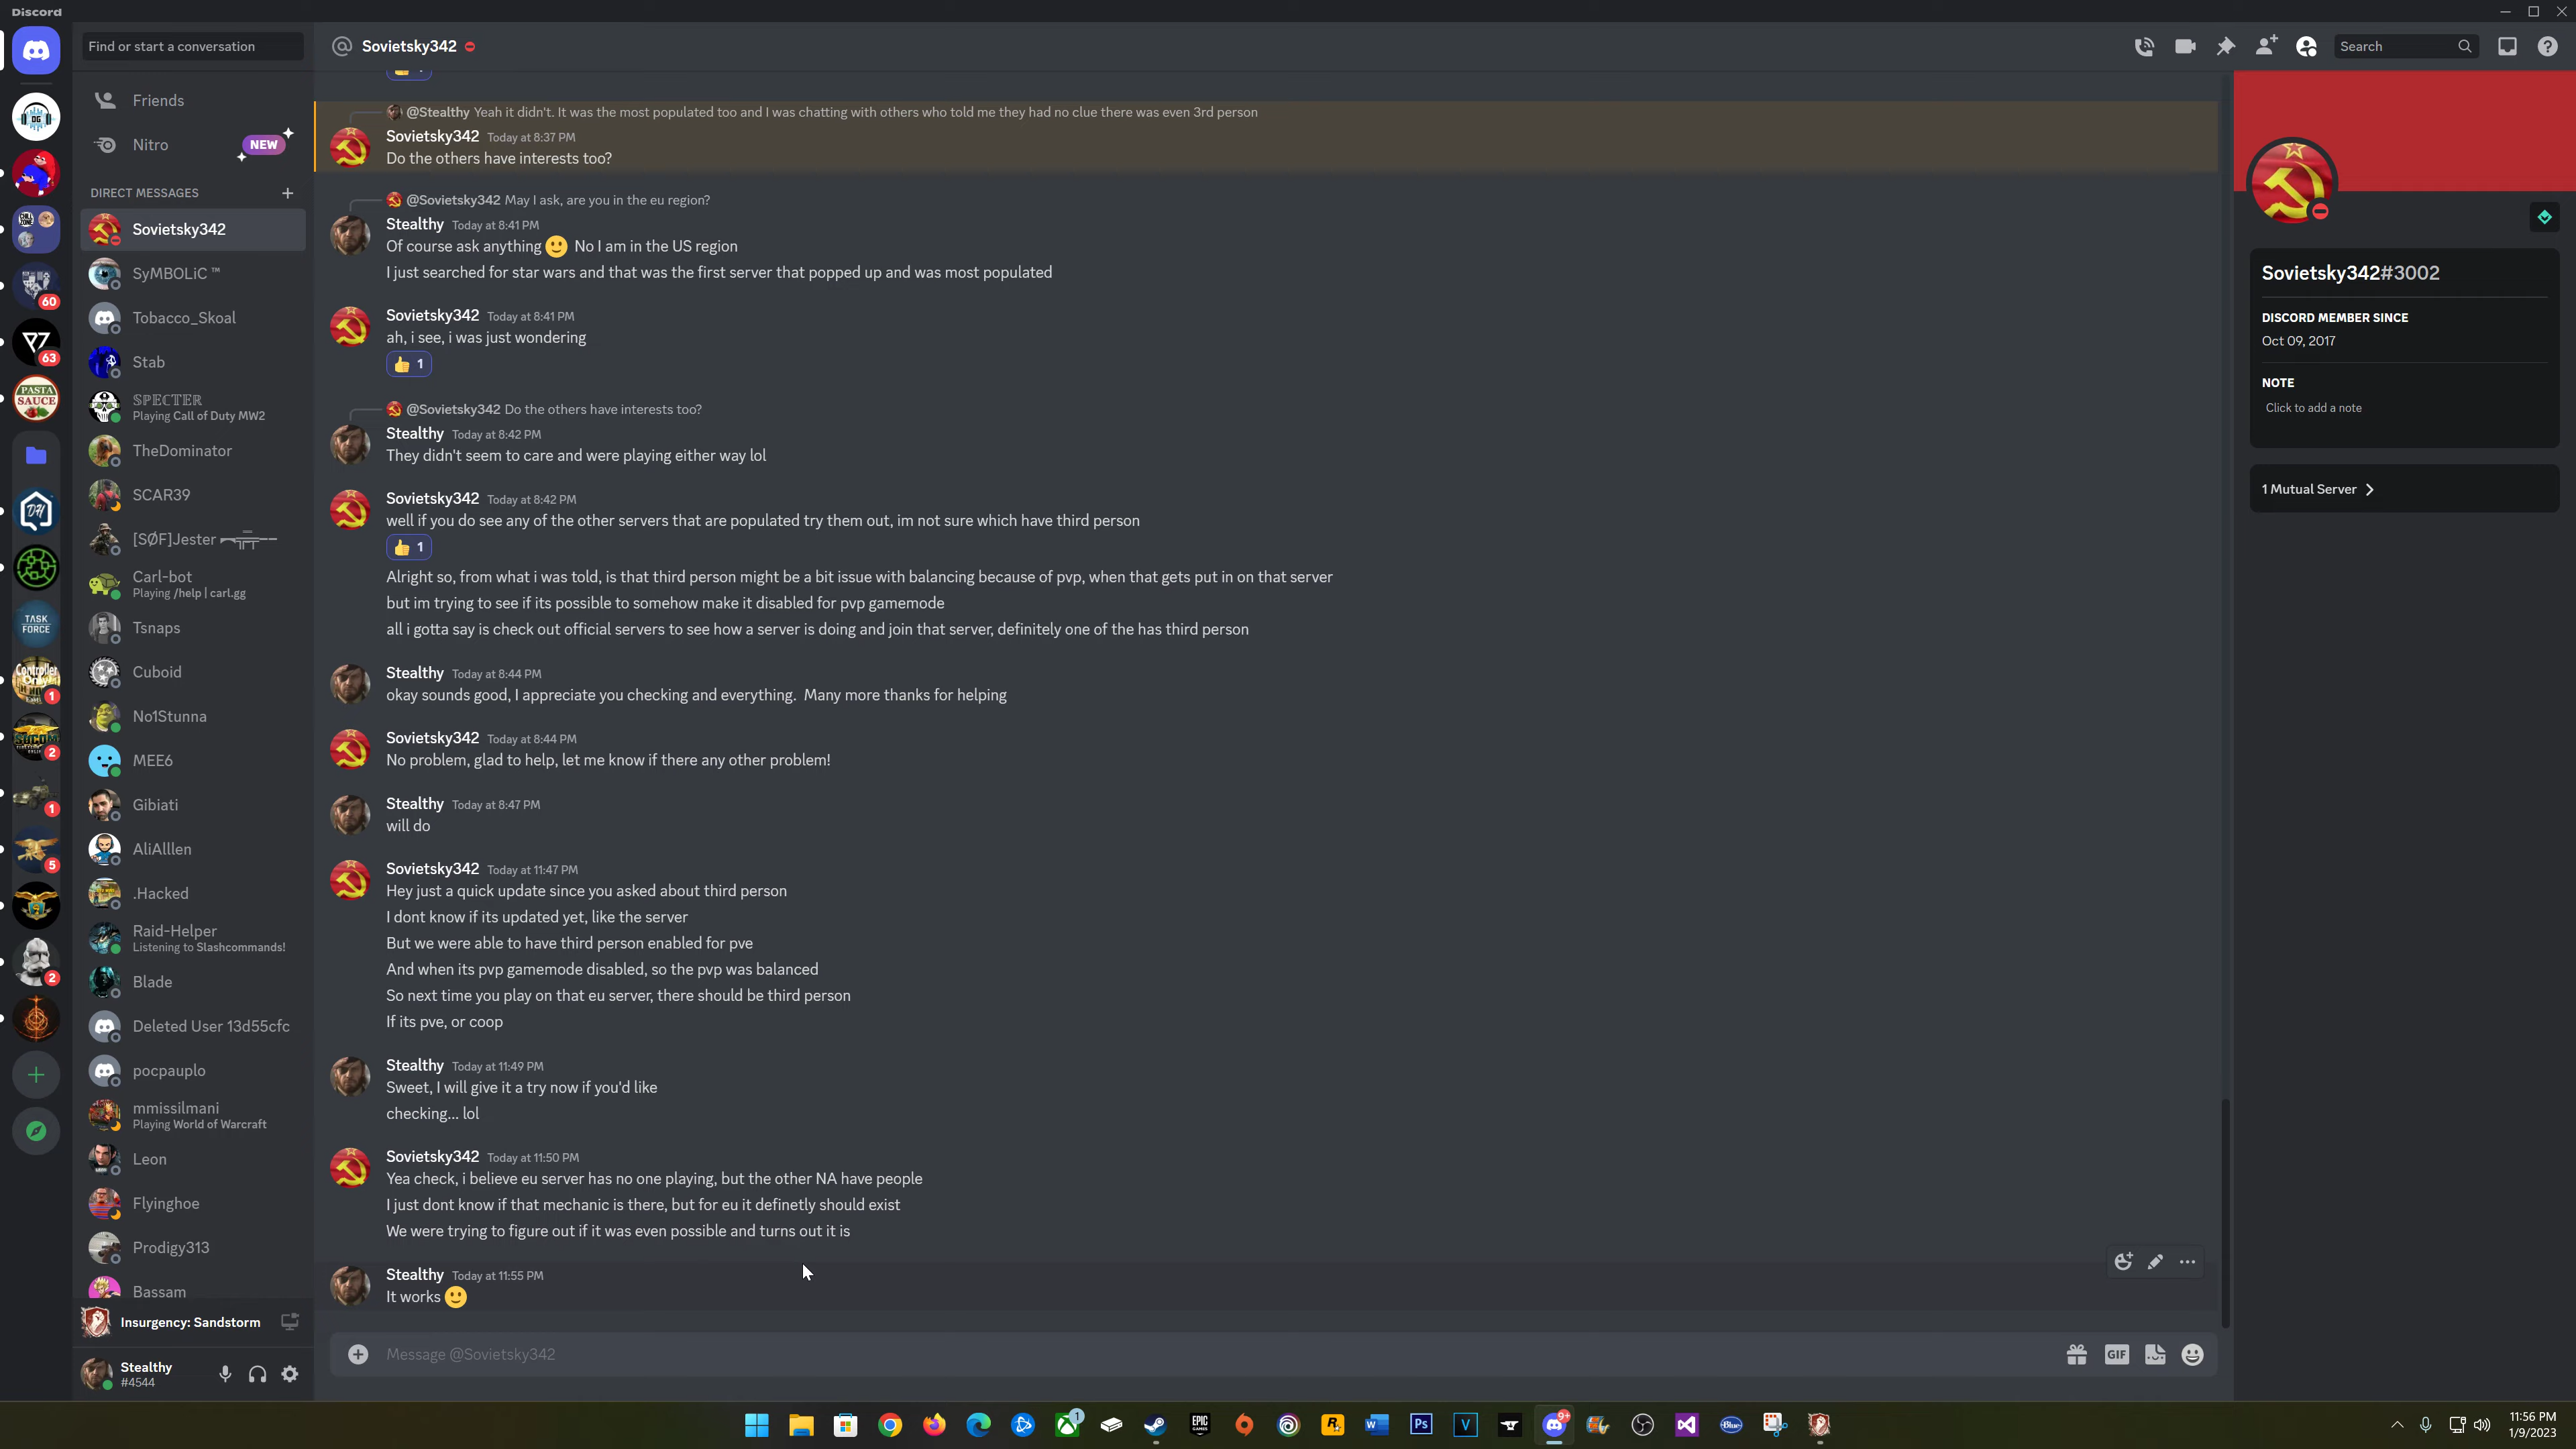 Discord
Find or start a conversation
Friends
Nitro
NEW
DIRECT MESSAGES
Sovietsky342
SyMBOLiC ™
Tobacco_Skoal
Stab
𝕊ℙ𝔼ℂ𝕋𝔼ℝ
Playing Call of Duty MW2
TheDominator
SCAR39
[SØF]Jester
Carl-bot
Playing /help | carl.gg
Tsnaps
Cuboid
No1Stunna
MEE6
Gibiati
AliAlllen
.Hacked
Raid-Helper
Listening to Slashcommands!
Blade
Deleted User 13d55cfc
pocpauplo
mmissilmani
Playing World of Warcraft
Leon
Flyinghoe
Prodigy313
Bassam
Insurgency: Sandstorm
Stealthy
#4544
DG
60
63
PASTA
SAUCE
DH
TASK
FORCE
Controller
Only
1
2
1
5
2
Sovietsky342
Search
1
@Stealthy Yeah it didn't. It was the most populated too and I was chatting with others who told me they had no clue there was even 3rd person
Sovietsky342 Today at 8:37 PM
Do the others have interests too?
@Sovietsky342 May I ask, are you in the eu region?
Stealthy Today at 8:41 PM
Of course ask anything 🙂 No I am in the US region
I just searched for star wars and that was the first server that popped up and was most populated
Sovietsky342 Today at 8:41 PM
ah, i see, i was just wondering
👍 1
@Sovietsky342 Do the others have interests too?
Stealthy Today at 8:42 PM
They didn't seem to care and were playing either way lol
Sovietsky342 Today at 8:42 PM
well if you do see any of the other servers that are populated try them out, im not sure which have third person
👍 1
Alright so, from what i was told, is that third person might be a bit issue with balancing because of pvp, when that gets put in on that server
but im trying to see if its possible to somehow make it disabled for pvp gamemode
all i gotta say is check out official servers to see how a server is doing and join that server, definitely one of the has third person
Stealthy Today at 8:44 PM
okay sounds good, I appreciate you checking and everything. Many more thanks for helping
Sovietsky342 Today at 8:44 PM
No problem, glad to help, let me know if there any other problem!
Stealthy Today at 8:47 PM
will do
Sovietsky342 Today at 11:47 PM
Hey just a quick update since you asked about third person
I dont know if its updated yet, like the server
But we were able to have third person enabled for pve
And when its pvp gamemode disabled, so the pvp was balanced
So next time you play on that eu server, there should be third person
If its pve, or coop
Stealthy Today at 11:49 PM
Sweet, I will give it a try now if you'd like
checking... lol
Sovietsky342 Today at 11:50 PM
Yea check, i believe eu server has no one playing, but the other NA have people
I just dont know if that mechanic is there, but for eu it definetly should exist
We were trying to figure out if it was even possible and turns out it is
Stealthy Today at 11:55 PM
It works 🙂
Message @Sovietsky342
GIF
Sovietsky342#3002
DISCORD MEMBER SINCE
Oct 09, 2017
NOTE
Click to add a note
1 Mutual Server
1
EPIC
GAMES
R
W
Ps
V
9+
Blue
11:56 PM
1/9/2023